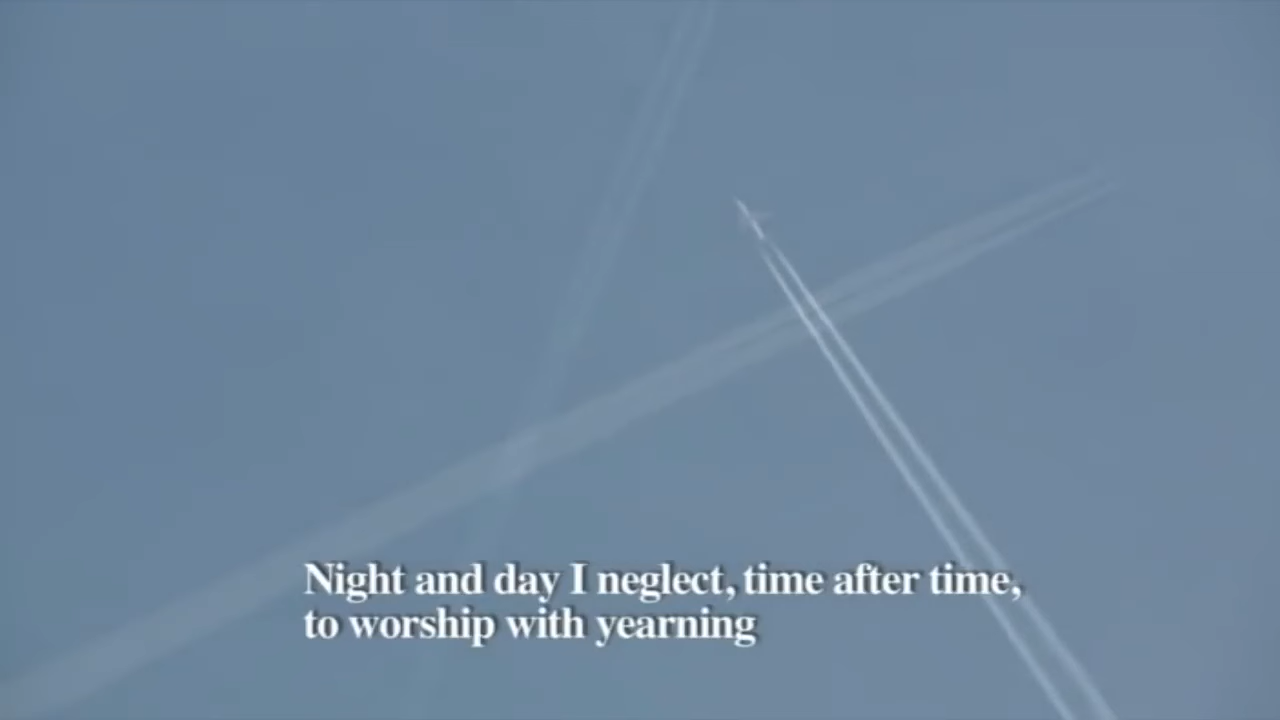 Night and day I neglect, time after time,
to worship with yearning